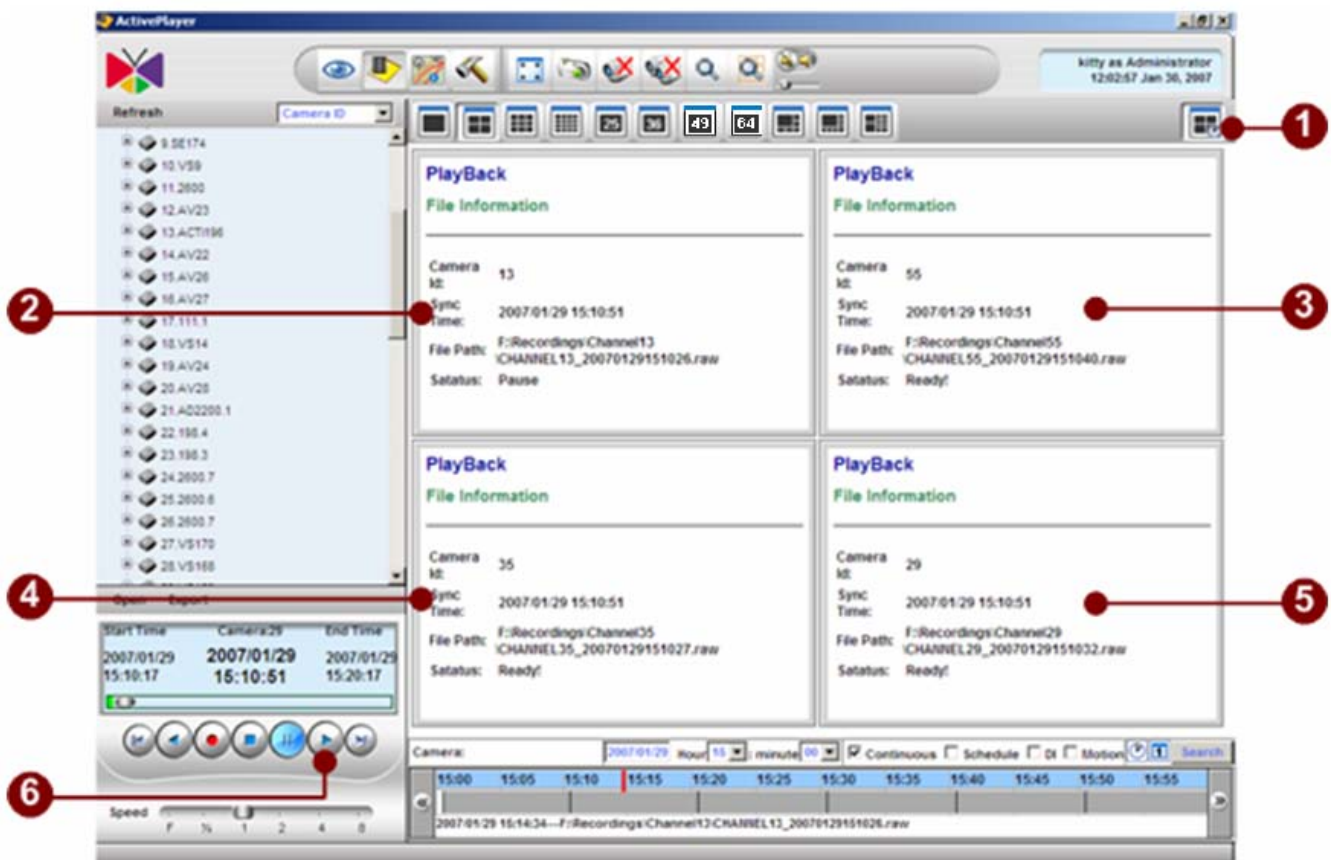 ActivePlayer
kitty as Administrator
12:02:57 Jan 30, 2007
Refresh
Camera ID
25
36
49
64
1
9.SE174
10.VS9
11.2600
12.AV23
13.ACTI196
14.AV22
15.AV26
16.AV27
17.111.1
18.VS14
19.AV24
20.AV28
21.AD2200.1
22.198.4
23.198.3
24.2600.7
25.2600.6
26.2600.7
27.VS170
28.VS168
2
PlayBack
File Information
Camera Id: 13
Sync Time: 2007/01/29 15:10:51
File Path: F:\Recordings\Channel13
\CHANNEL13_20070129151026.raw
Satatus: Pause
3
PlayBack
File Information
Camera Id: 55
Sync Time: 2007/01/29 15:10:51
File Path: F:\Recordings\Channel55
\CHANNEL55_20070129151040.raw
Satatus: Ready!
4
PlayBack
File Information
Camera Id: 35
Sync Time: 2007/01/29 15:10:51
File Path: F:\Recordings\Channel35
\CHANNEL35_20070129151027.raw
Satatus: Ready!
5
PlayBack
File Information
Camera Id: 29
Sync Time: 2007/01/29 15:10:51
File Path: F:\Recordings\Channel29
\CHANNEL29_20070129151032.raw
Satatus: Ready!
Open Export
Start Time Camera:29 End Time
2007/01/29 2007/01/29 2007/01/29
15:10:17 15:10:51 15:20:17
6
Speed
F ½ 1 2 4 8
Camera: 2007/01/29 Hour 15 : minute 00 Continuous Schedule DI Motion 1 Search
15:00 15:05 15:10 15:15 15:20 15:25 15:30 15:35 15:40 15:45 15:50 15:55
2007/01/29 15:14:34---F:\Recordings\Channel13\CHANNEL13_20070129151026.raw